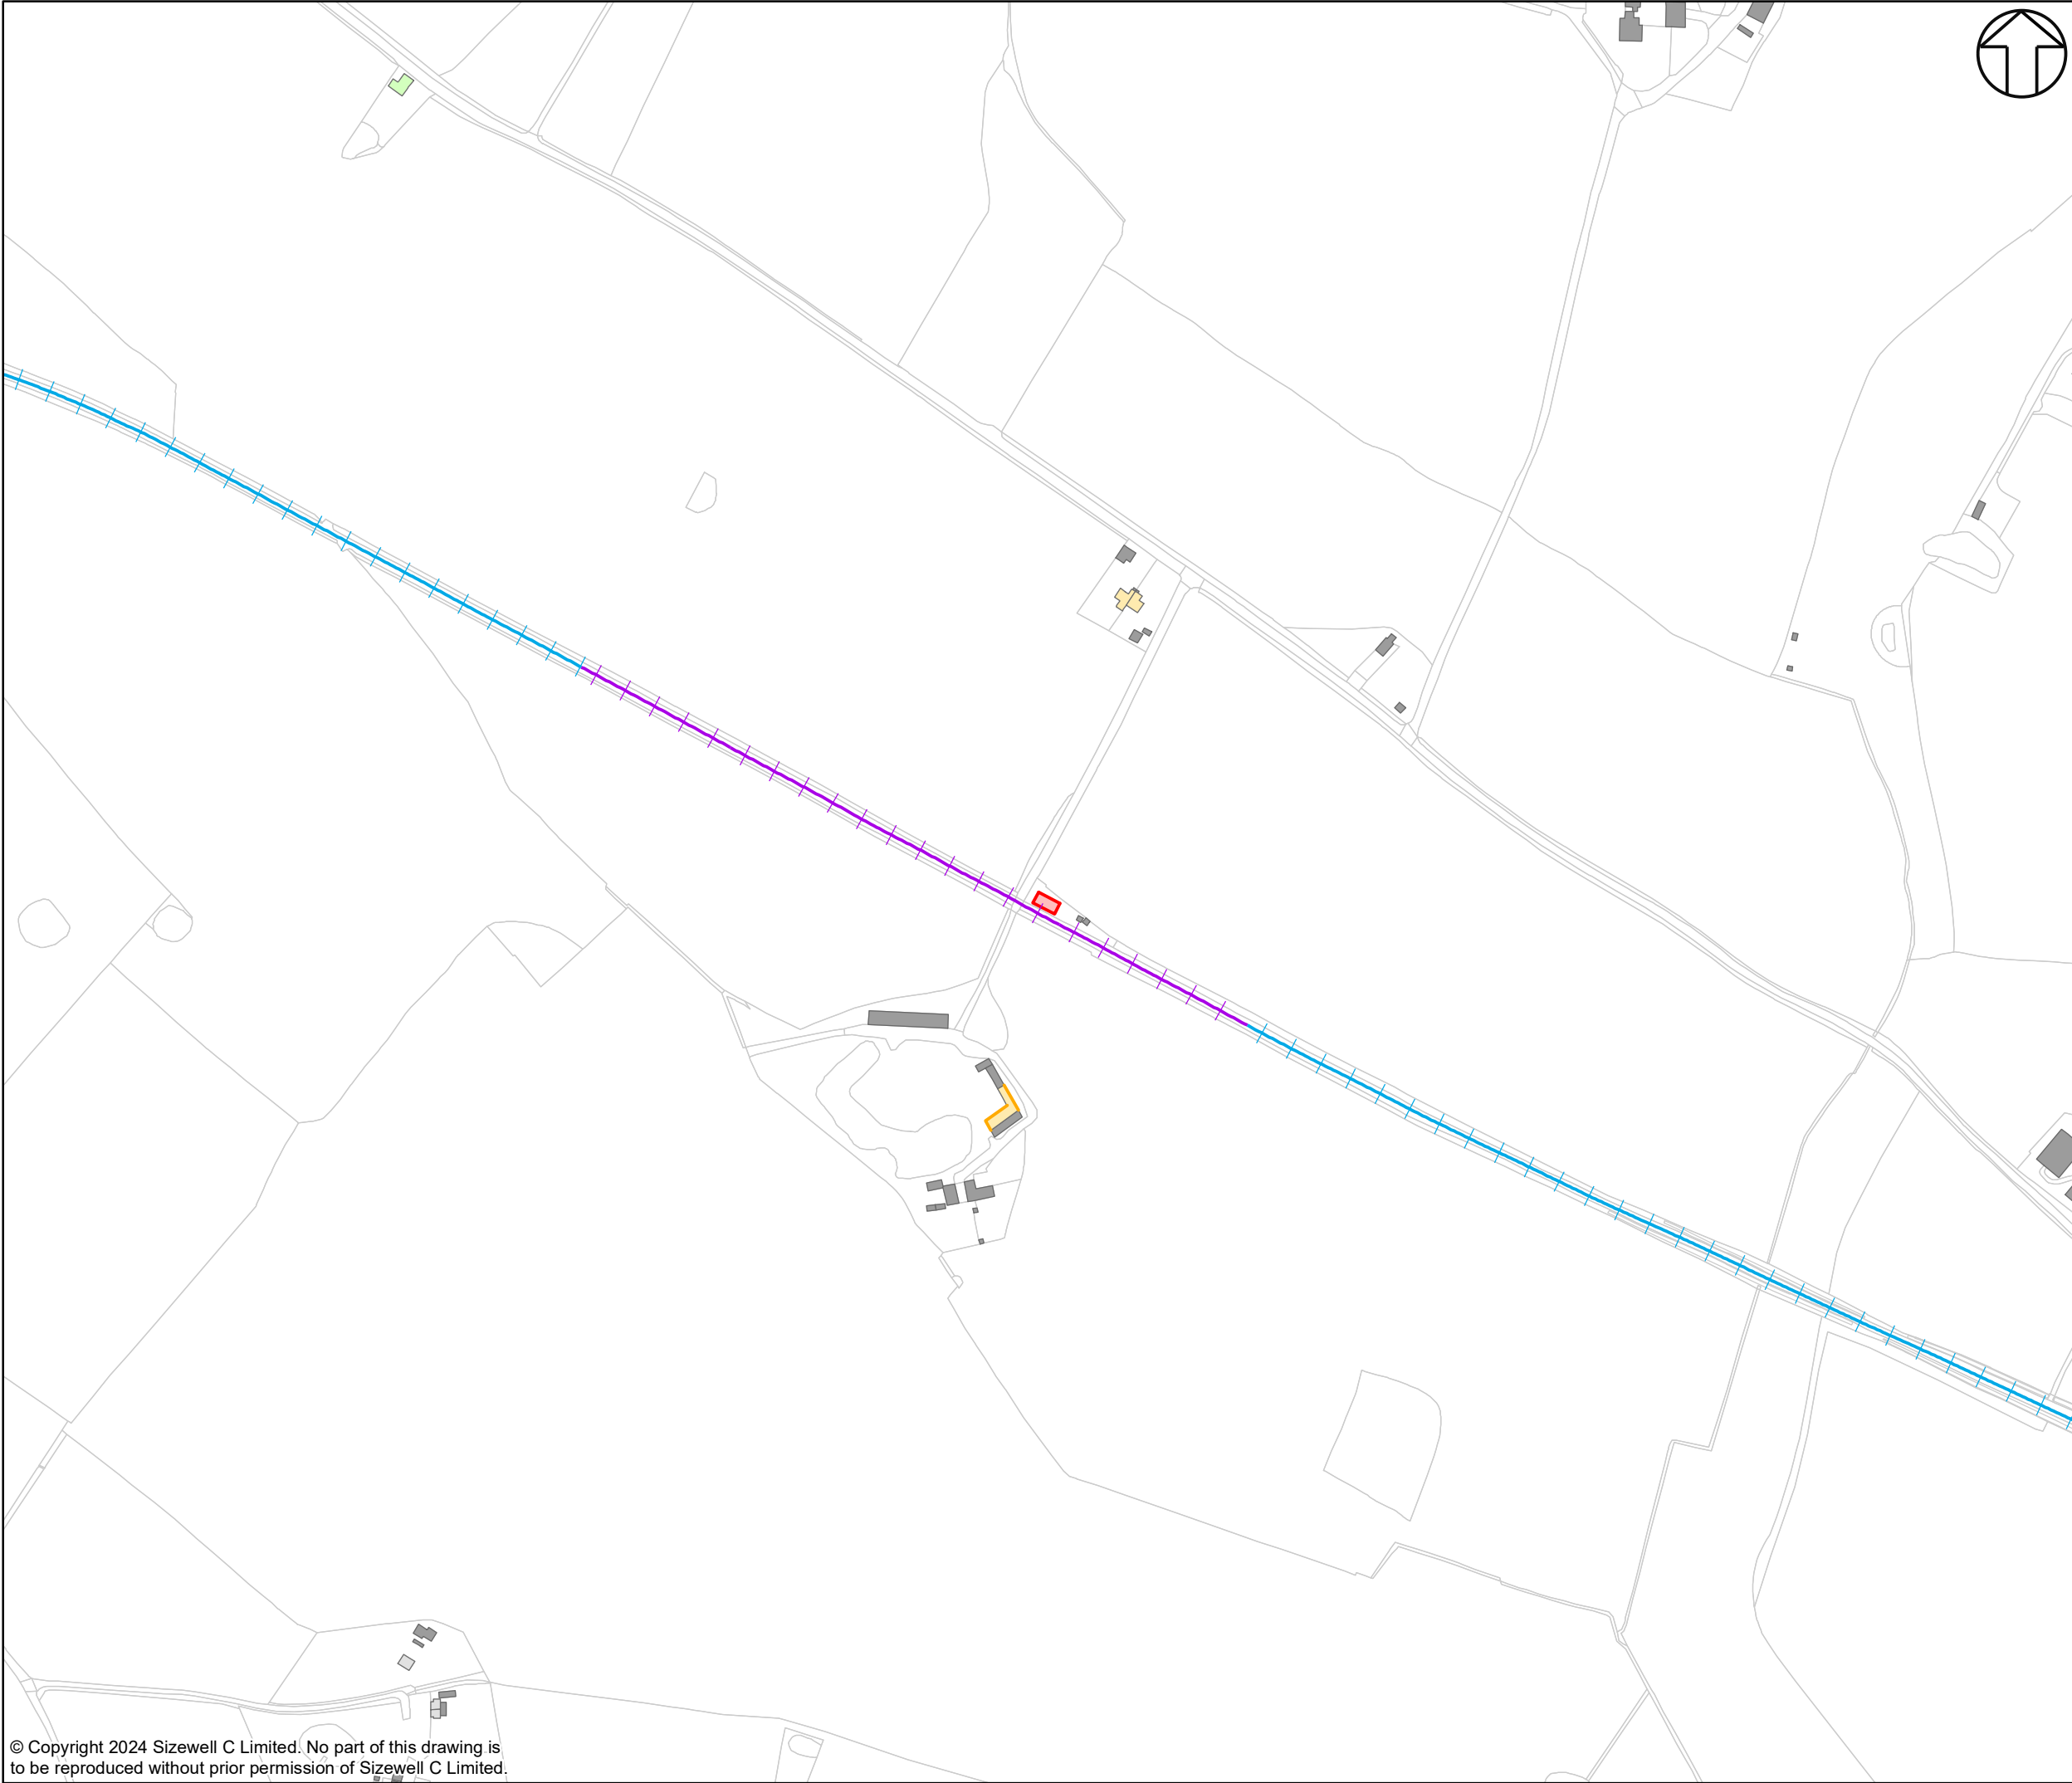 © Copyright 2024 Sizewell C Limited. No part of this drawing is
to be reproduced without prior permission of Sizewell C Limited.